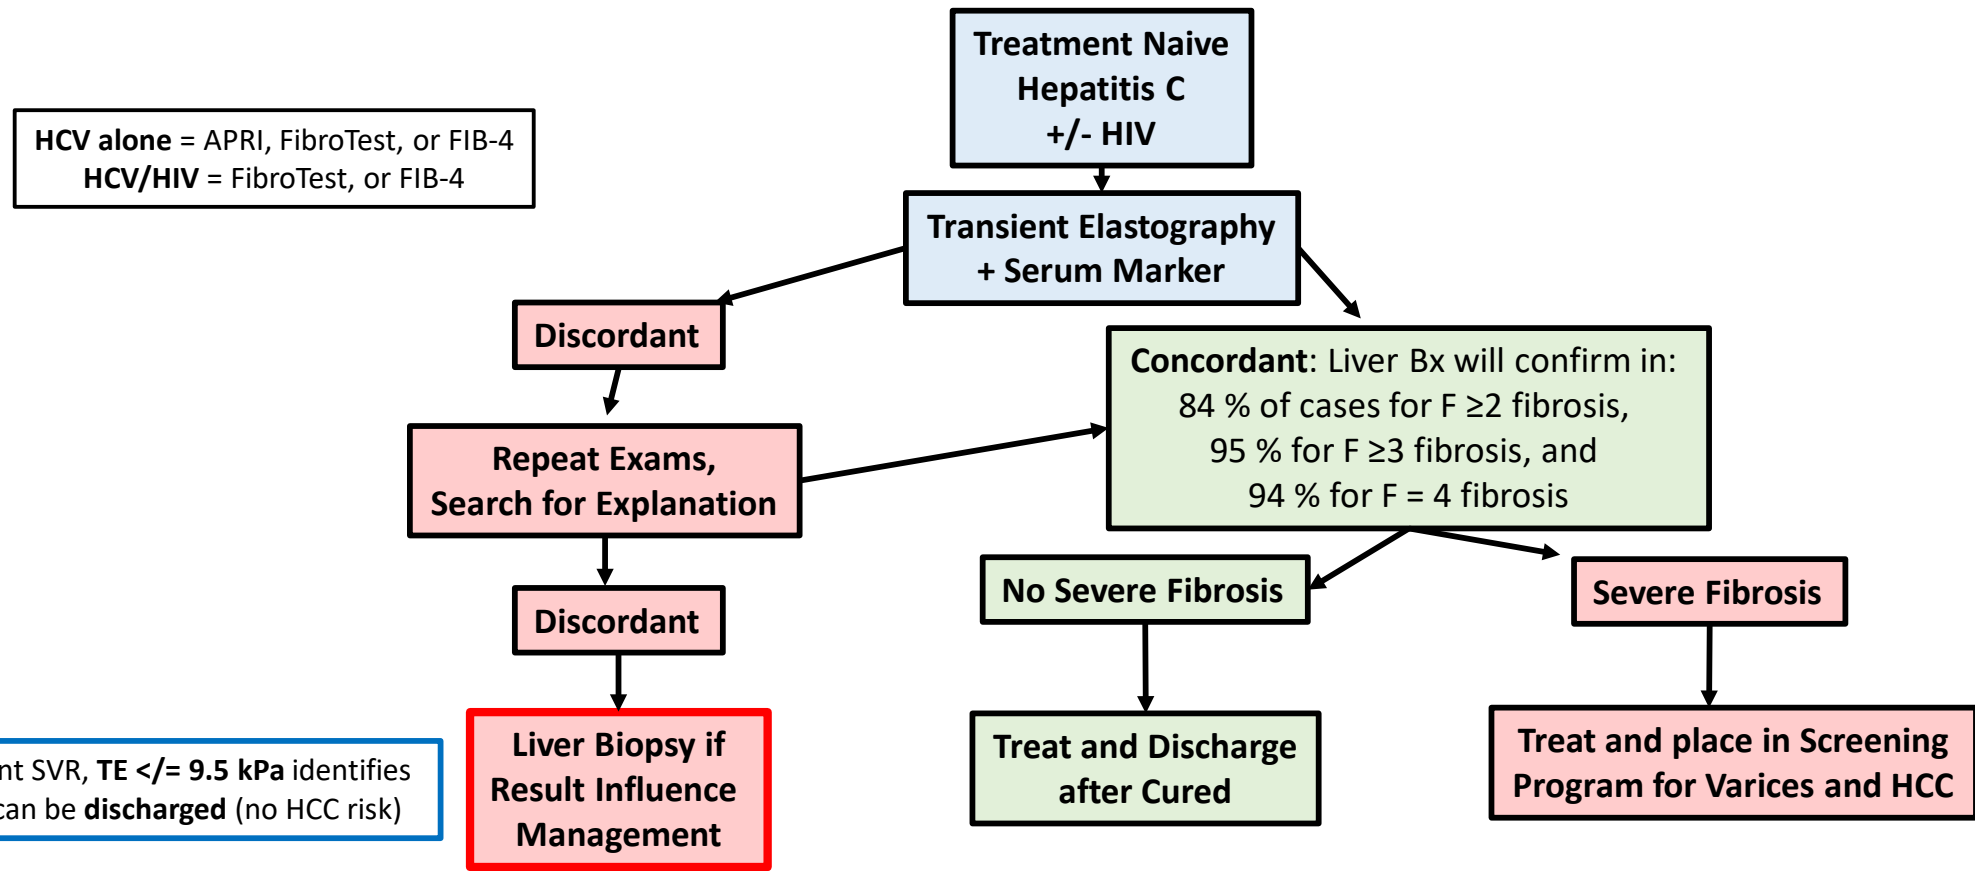 Treatment Naive
Hepatitis C
+/- HIV
HCV alone = APRI, FibroTest, or FIB-4
HCV/HIV = FibroTest, or FIB-4
Transient Elastography
+ Serum Marker
Discordant
Concordant: Liver Bx will confirm in:
84 % of cases for F ≥2 fibrosis,
95 % for F ≥3 fibrosis, and
94 % for F = 4 fibrosis
Repeat Exams,
Search for Explanation
No Severe Fibrosis
Severe Fibrosis
Discordant
Liver Biopsy if
Result Influence
Management
Treat and Discharge
after Cured
Treat and place in Screening
Program for Varices and HCC
SVR, TE </= 9.5 kPa identifies
can be discharged (no HCC risk)